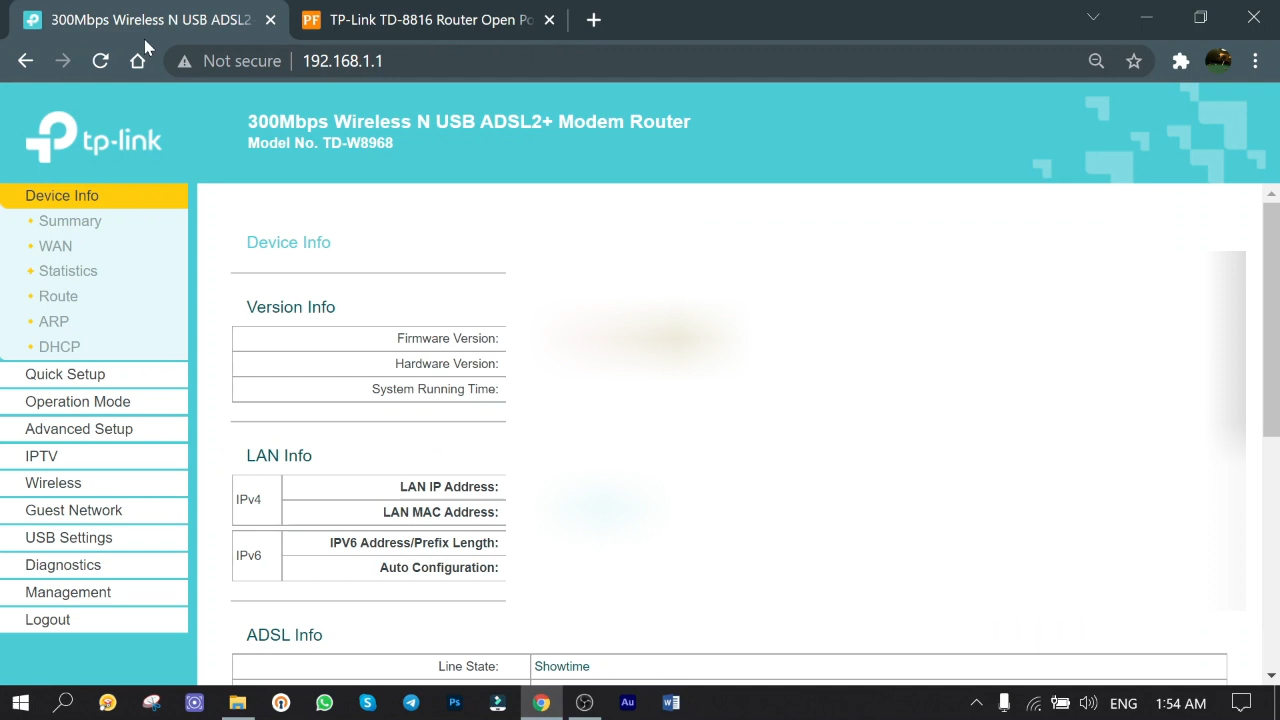 300Mbps Wireless N USB ADSL2+
TP-Link TD-8816 Router Open Po
Not secure
192.168.1.1
tp-link
300Mbps Wireless N USB ADSL2+ Modem Router
Model No. TD-W8968
Device Info
Summary
WAN
Statistics
Route
ARP
DHCP
Quick Setup
Operation Mode
Advanced Setup
IPTV
Wireless
Guest Network
USB Settings
Diagnostics
Management
Logout
Device Info
Version Info
Firmware Version:
Hardware Version:
System Running Time:
LAN Info
IPv4
LAN IP Address:
LAN MAC Address:
IPv6
IPV6 Address/Prefix Length:
Auto Configuration:
ADSL Info
Line State: Showtime
ENG
1:54 AM